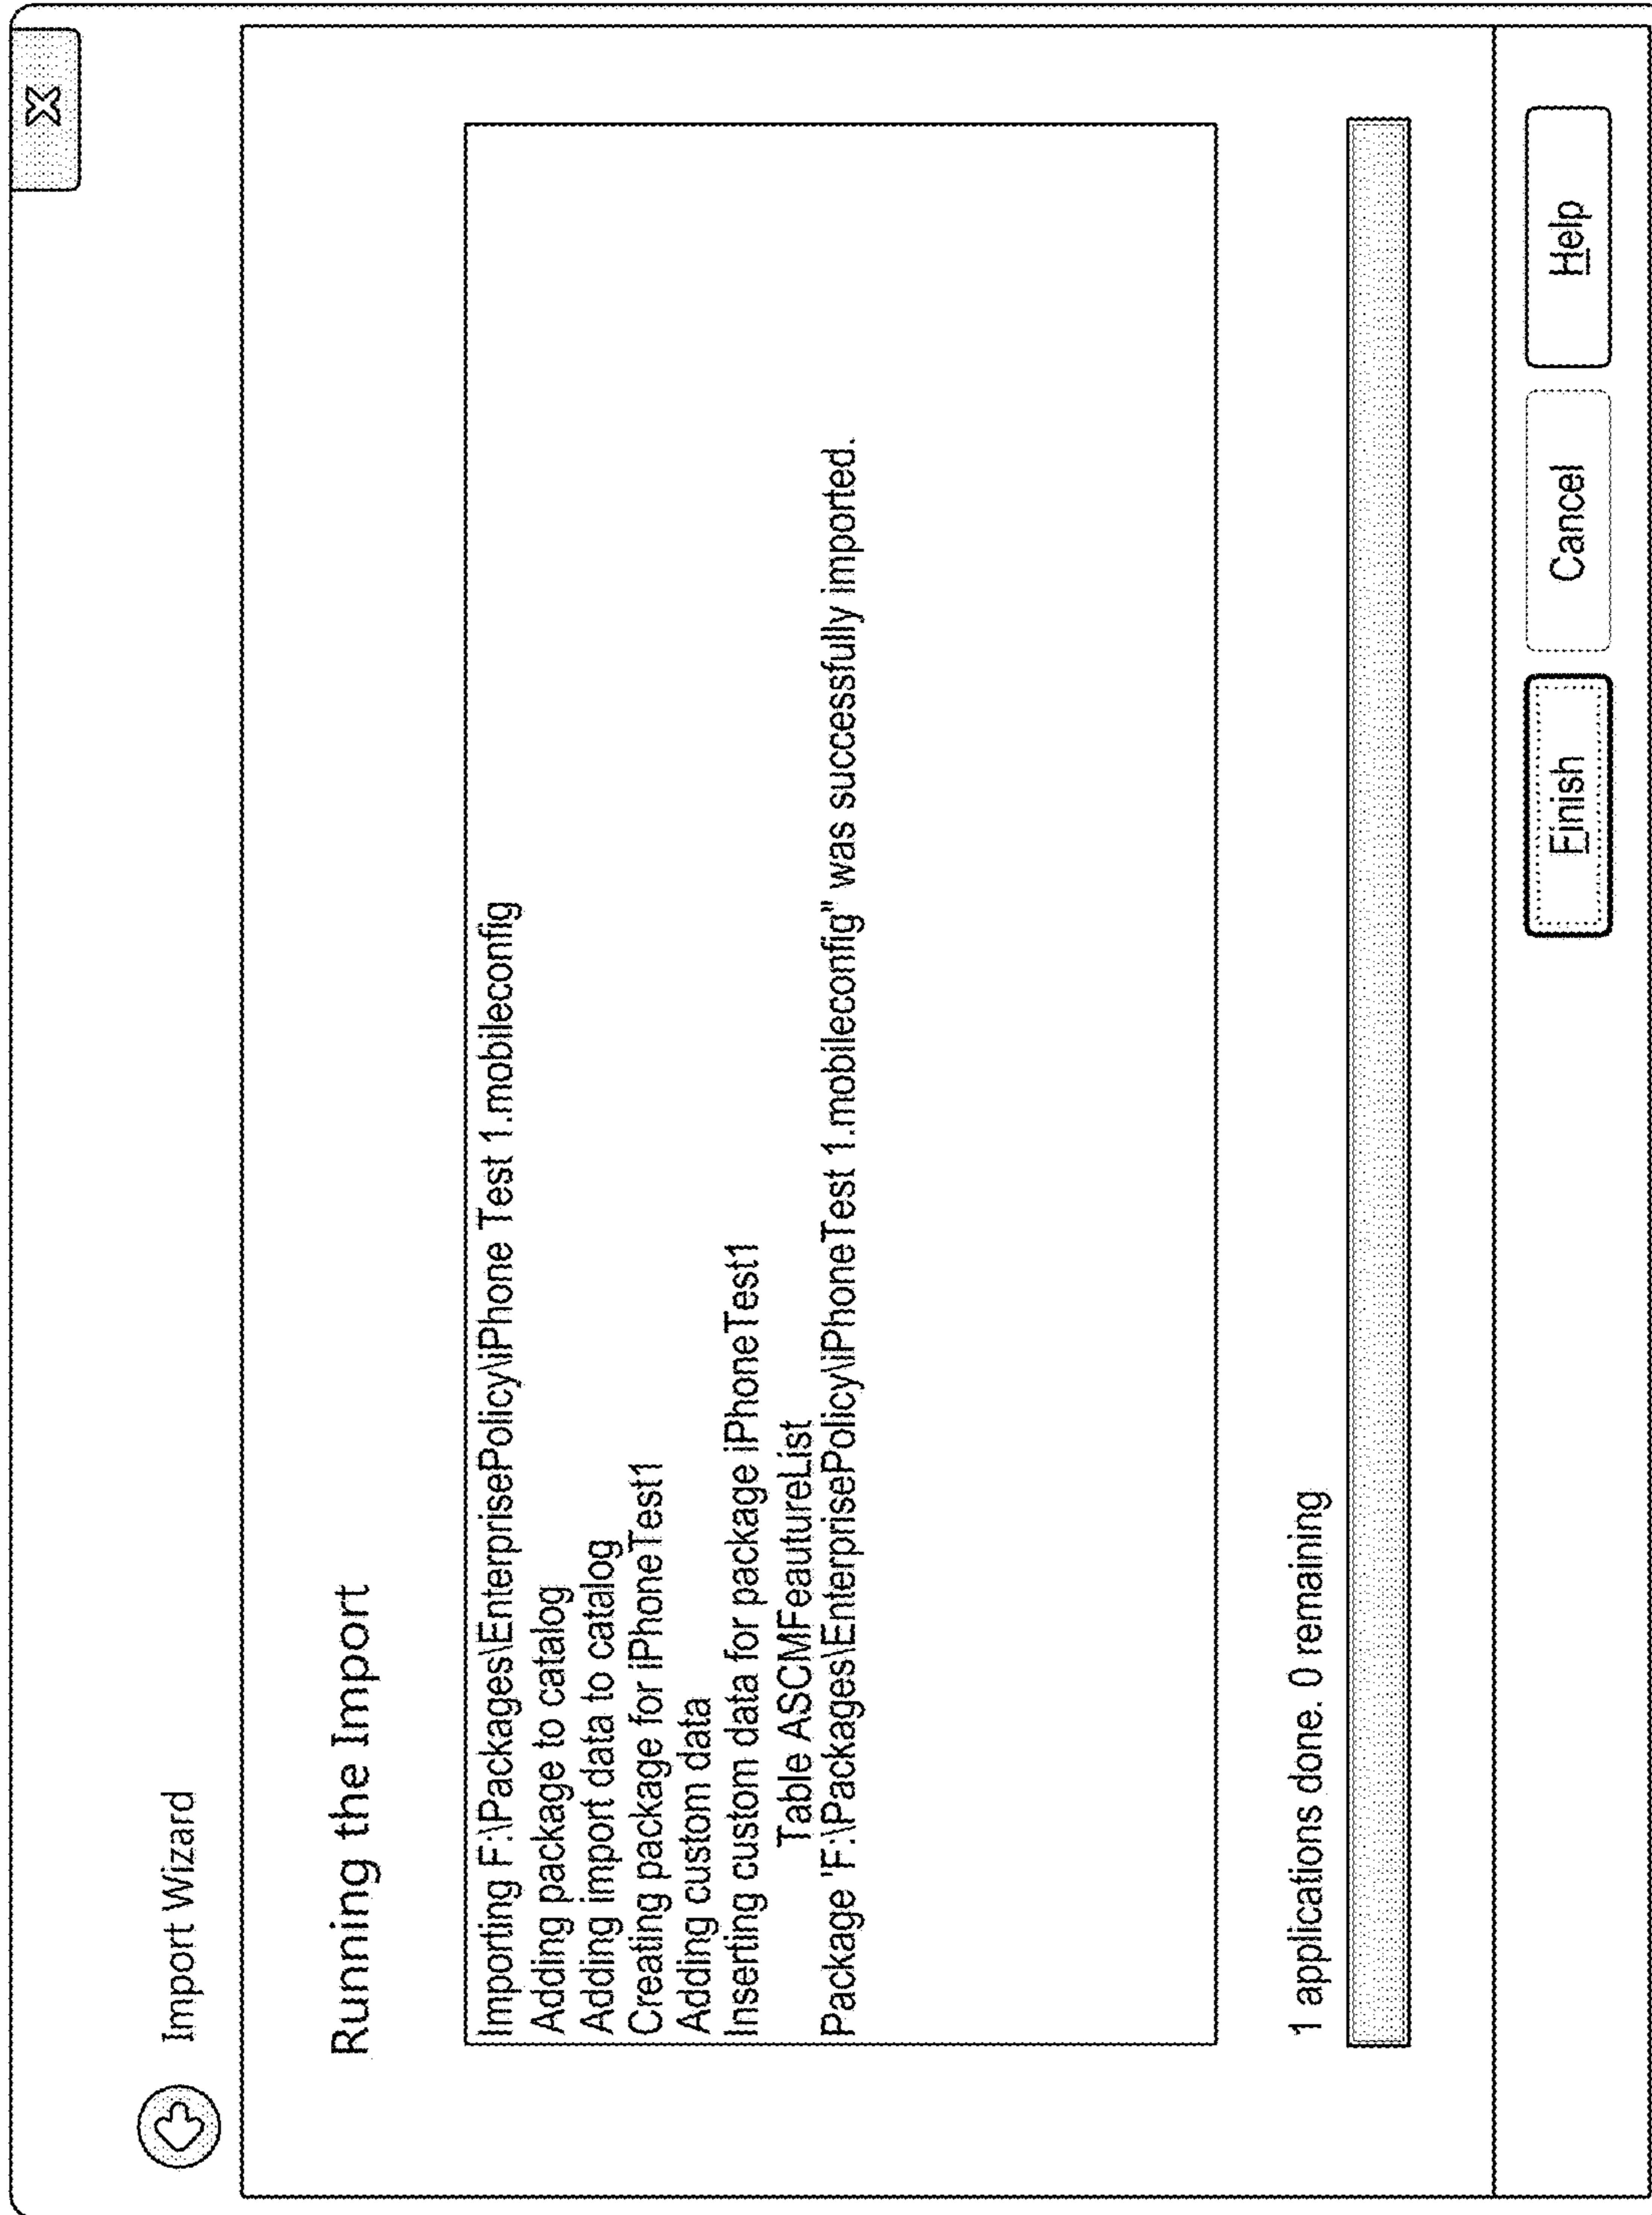 X
Import Wizard
Running the Import
Importing F:\Packages\EnterprisePolicy\iPhone Test 1.mobileconfig
Adding package to catalog
Adding import data to catalog
Creating package for iPhoneTest1
Adding custom data
Inserting custom data for package iPhoneTest1
Table ASCMFeautureList
Package "F:\Packages\EnterprisePolicy\iPhoneTest 1.mobileconfig" was successfully imported.
1 applications done. 0 remaining
Finish
Cancel
Help